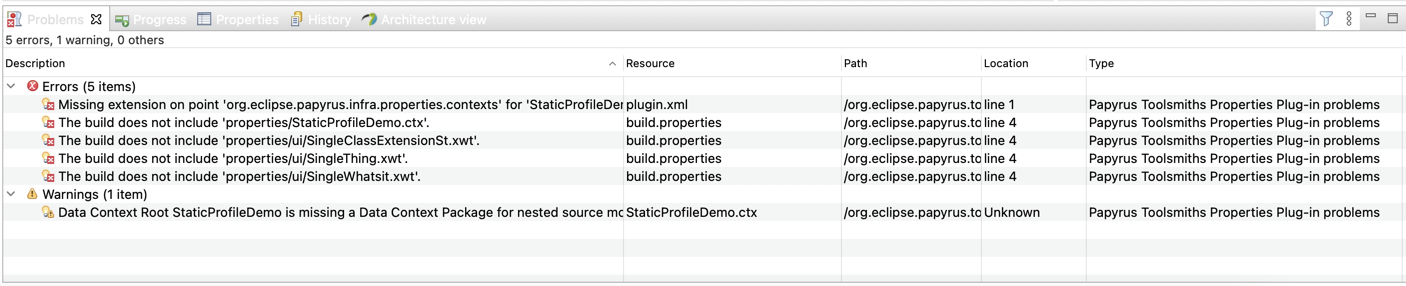 Problems Progress Properties History Architecture view
5 errors, 1 warning, 0 others
Description Resource Path Location Type
Errors (5 items)
Missing extension on point 'org.eclipse.papyrus.infra.properties.contexts' for 'StaticProfileDer plugin.xml /org.eclipse.papyrus.to line 1 Papyrus Toolsmiths Properties Plug-in problems
The build does not include 'properties/StaticProfileDemo.ctx'. build.properties /org.eclipse.papyrus.to line 4 Papyrus Toolsmiths Properties Plug-in problems
The build does not include 'properties/ui/SingleClassExtensionSt.xwt'. build.properties /org.eclipse.papyrus.to line 4 Papyrus Toolsmiths Properties Plug-in problems
The build does not include 'properties/ui/SingleThing.xwt'. build.properties /org.eclipse.papyrus.to line 4 Papyrus Toolsmiths Properties Plug-in problems
The build does not include 'properties/ui/SingleWhatsit.xwt'. build.properties /org.eclipse.papyrus.to line 4 Papyrus Toolsmiths Properties Plug-in problems
Warnings (1 item)
Data Context Root StaticProfileDemo is missing a Data Context Package for nested source mc StaticProfileDemo.ctx /org.eclipse.papyrus.to Unknown Papyrus Toolsmiths Properties Plug-in problems